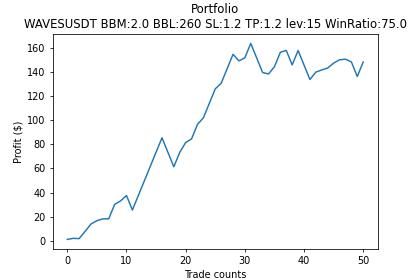 Portfolio
WAVESUSDT BBM:2.0 BBL:260 SL:1.2 TP:1.2 lev:15 WinRatio:75.0
160
140
120
100
80
60
40
20
0
Profit ($)
0 10 20 30 40 50
Trade counts